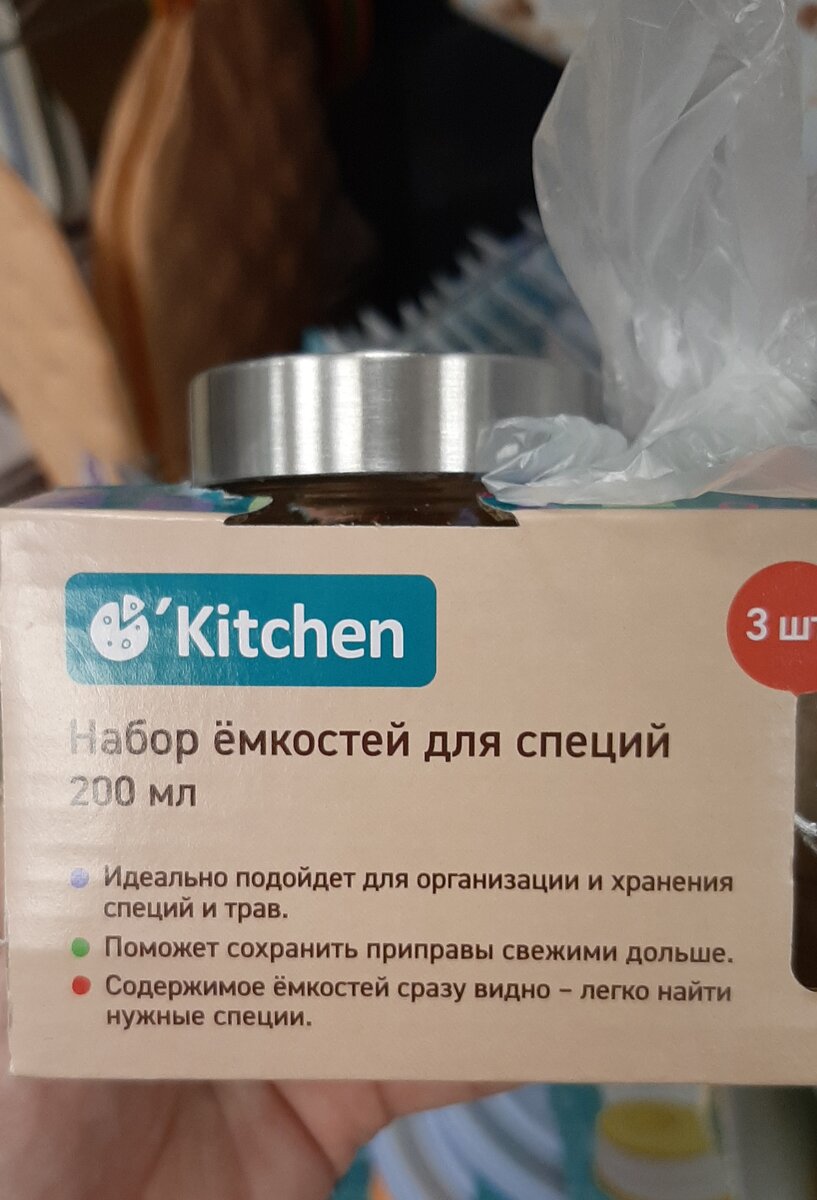 'Kitchen
3 шт
Набор ёмкостей для специй
200 мл
Идеально подойдет для организации и хранения
специй и трав.
Поможет сохранить приправы свежими дольше.
Содержимое ёмкостей сразу видно – легко найти
нужные специи.